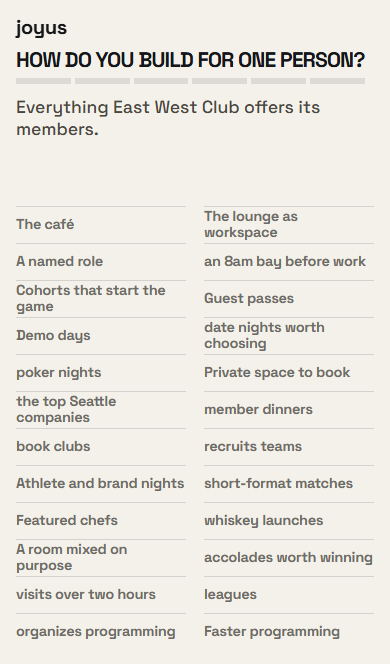 joyus
HOW DO YOU BUILD FOR ONE PERSON?
Everything East West Club offers its
members.
The café
The lounge as
workspace
A named role
an 8am bay before work
Cohorts that start the
game
Guest passes
Demo days
date nights worth
choosing
poker nights
Private space to book
the top Seattle
companies
member dinners
book clubs
recruits teams
Athlete and brand nights
short-format matches
Featured chefs
whiskey launches
A room mixed on
purpose
accolades worth winning
visits over two hours
leagues
organizes programming
Faster programming